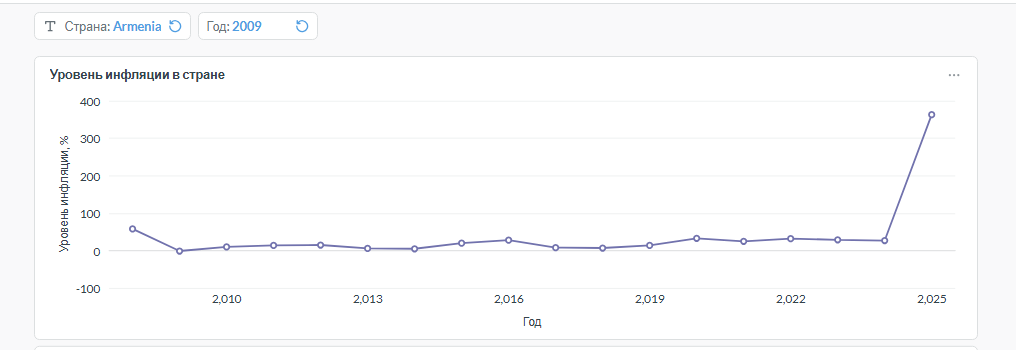 T Страна: Armenia Год: 2009
Уровень инфляции в стране
Уровень инфляции, %
400
300
200
100
0
-100
2,010 2,013 2,016 2,019 2,022 2,025
Год